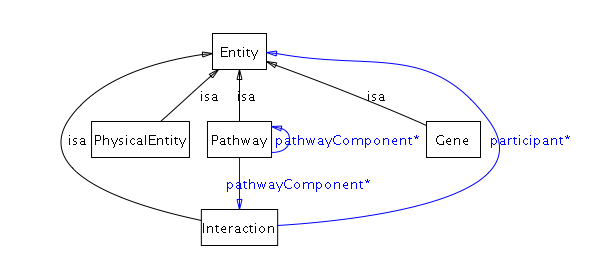 Entity
isa
isa
isa
isa
PhysicalEntity
Pathway
pathwayComponent*
Gene
participant*
pathwayComponent*
Interaction